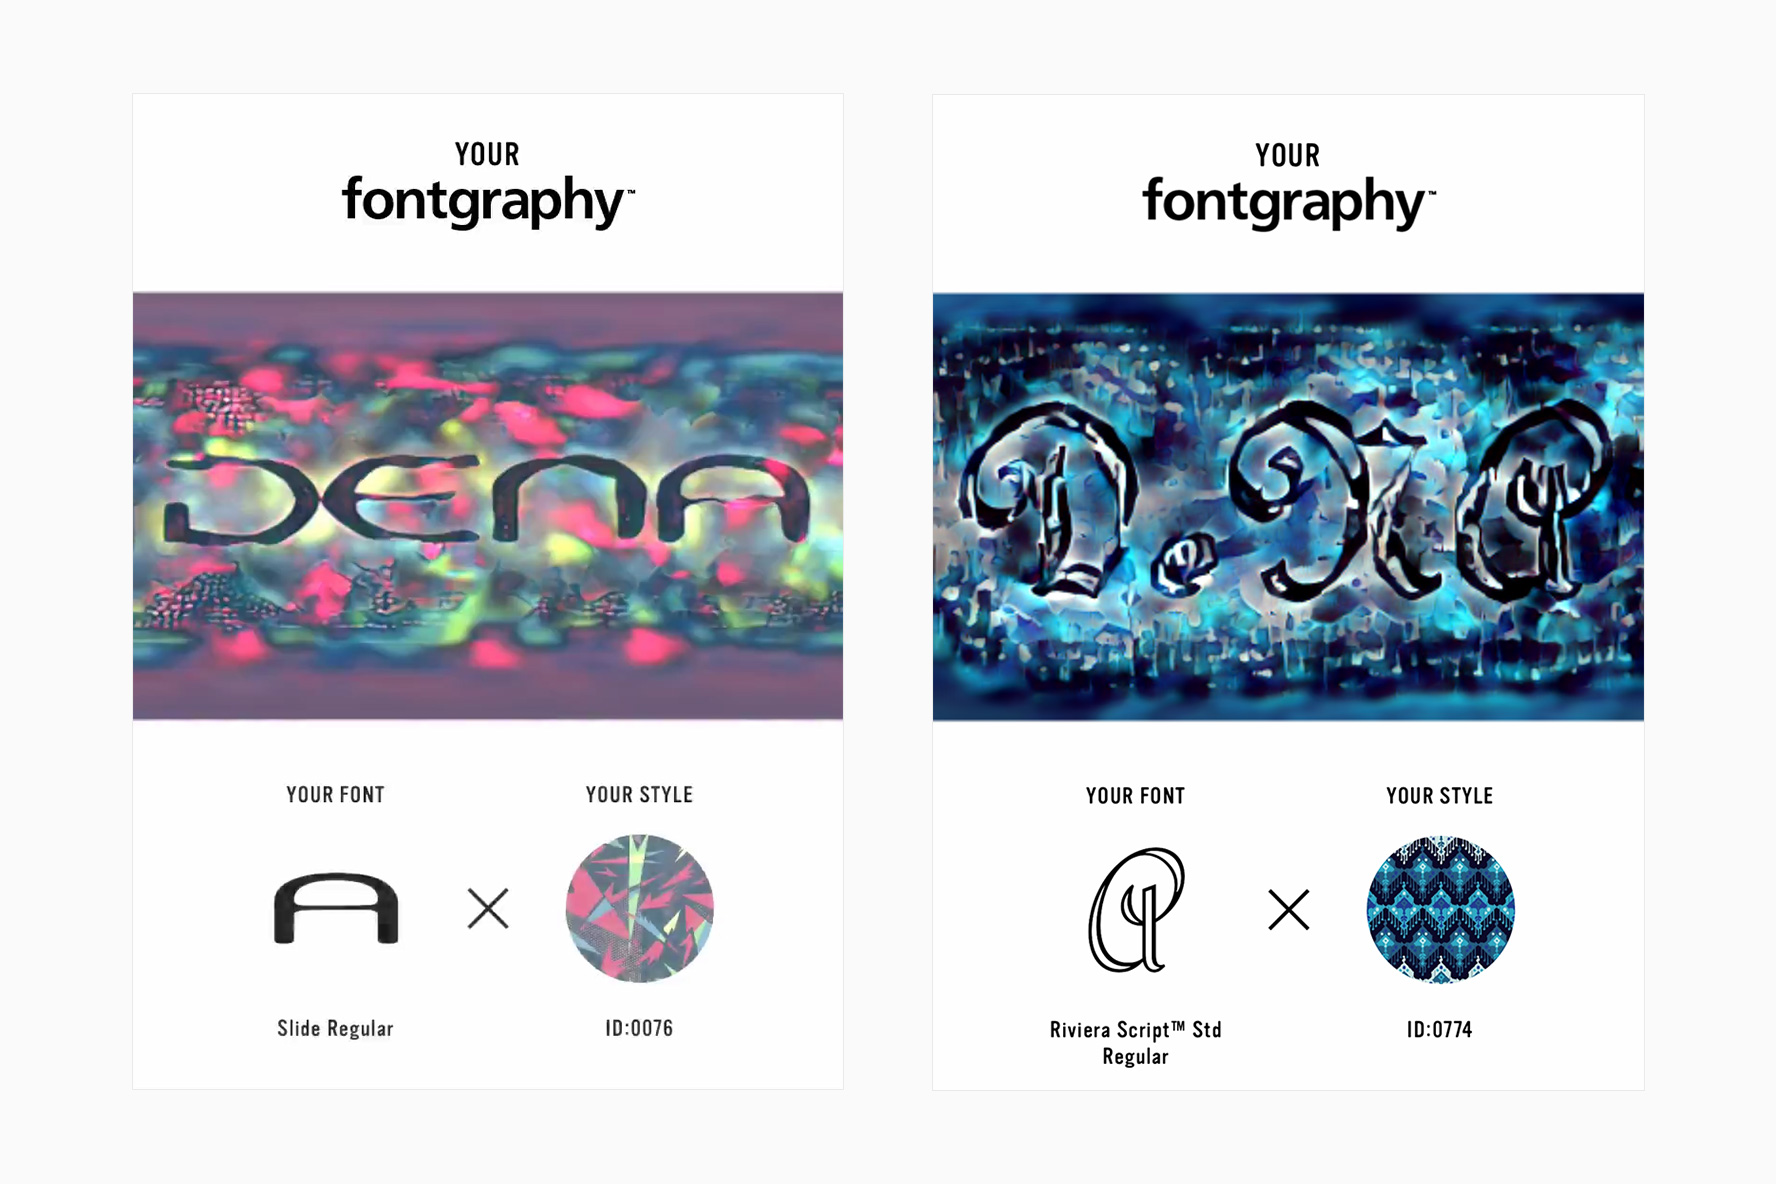 YOUR
fontgraphy™
DENA
YOUR FONT
YOUR STYLE
A
Slide Regular
ID:0076
YOUR
fontgraphy™
YOUR FONT
YOUR STYLE
a
Riviera Script™ Std
Regular
ID:0774